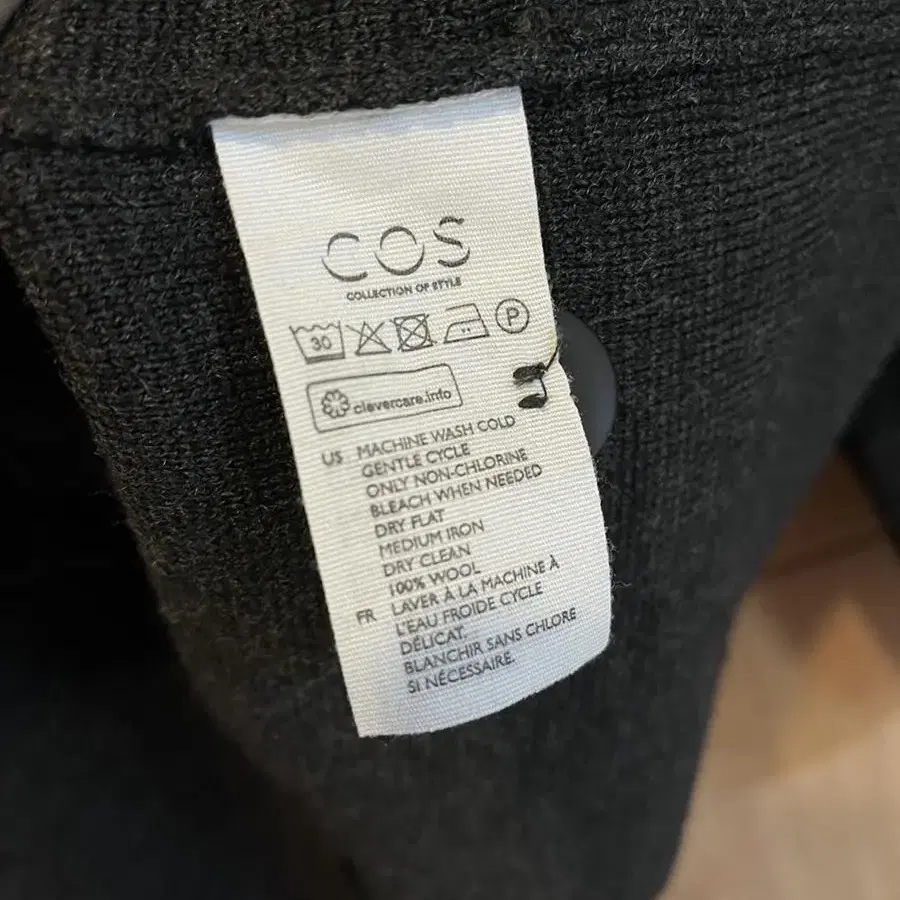 COS
COLLECTION OF STYLE
30
P
clevercare.info
US MACHINE WASH COLD
GENTLE CYCLE
ONLY NON-CHLORINE
BLEACH WHEN NEEDED
DRY FLAT
MEDIUM IRON
DRY CLEAN
100% WOOL
FR LAVER À LA MACHINE À
L'EAU FROIDE CYCLE
DÉLICAT,
BLANCHIR SANS CHLORE
SI NÉCESSAIRE.